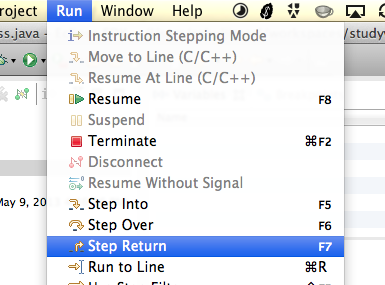 roject Run Window Help
ss.java
/study
Instruction Stepping Mode
Move to Line (C/C++)
Resume At Line (C/C++)
Resume F8
Suspend
Terminate ⌘F2
Disconnect
Resume Without Signal
May 9, 20
Step Into F5
Step Over F6
Step Return F7
Run to Line ⌘R